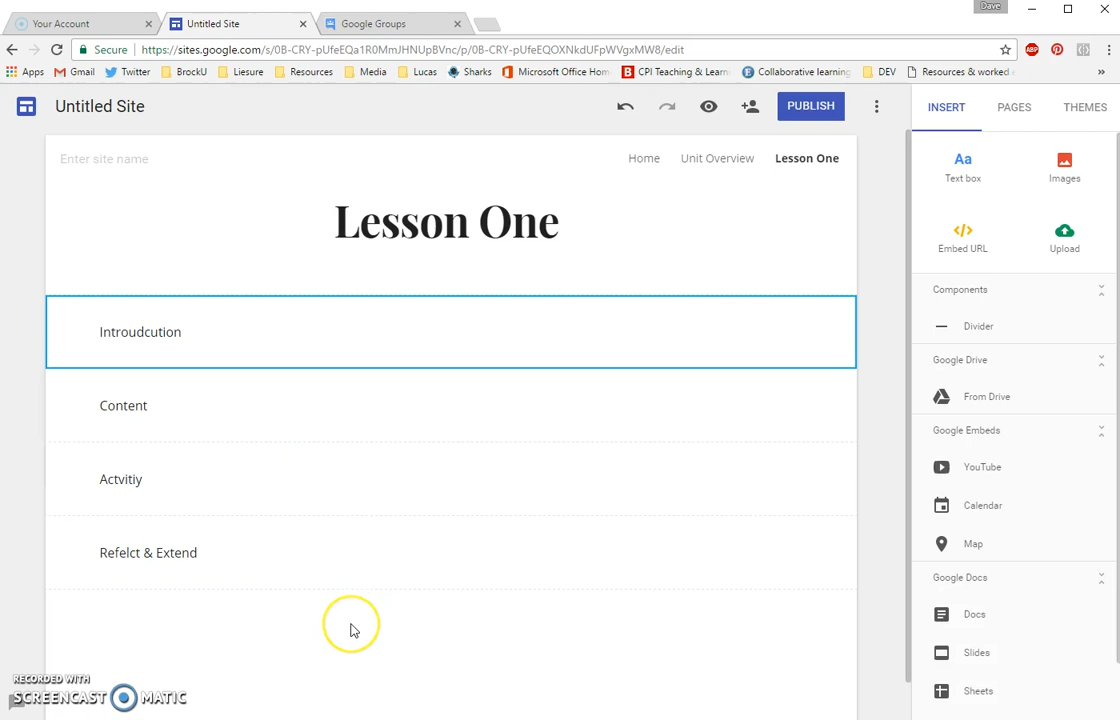 Dave
Your Account
Untitled Site
Google Groups
Secure
https://sites.google.com/s/0B-CRY-pUfeEQa1R0MmJHNUpBVnc/p/0B-CRY-pUfeEQOXNkdUFpWVgxMW8/edit
ABP
Apps
Gmail
Twitter
BrockU
Liesure
Resources
Media
Lucas
Sharks
Microsoft Office Hom
CPI Teaching & Learn
Collaborative learning
DEV
Resources & worked
»
Untitled Site
PUBLISH
INSERT
PAGES
THEMES
Enter site name
Home
Unit Overview
Lesson One
Aa
Text box
Images
Lesson One
Embed URL
Upload
Components
Introudcution
Divider
Google Drive
From Drive
Content
Google Embeds
YouTube
Actvitiy
Calendar
Map
Refelct & Extend
Google Docs
Docs
Slides
Sheets
RECORDED WITH
SCREENCAST MATIC